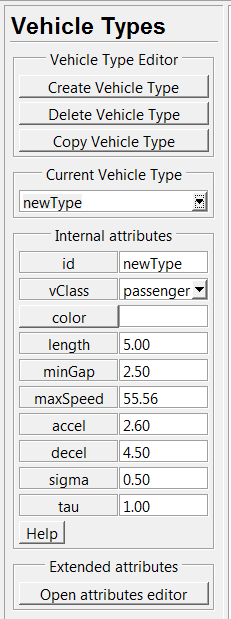 Vehicle Types
Vehicle Type Editor
Create Vehicle Type
Delete Vehicle Type
Copy Vehicle Type
Current Vehicle Type
newType
Internal attributes
id newType
vClass passenger
color
length 5.00
minGap 2.50
maxSpeed 55.56
accel 2.60
decel 4.50
sigma 0.50
tau 1.00
Help
Extended attributes
Open attributes editor